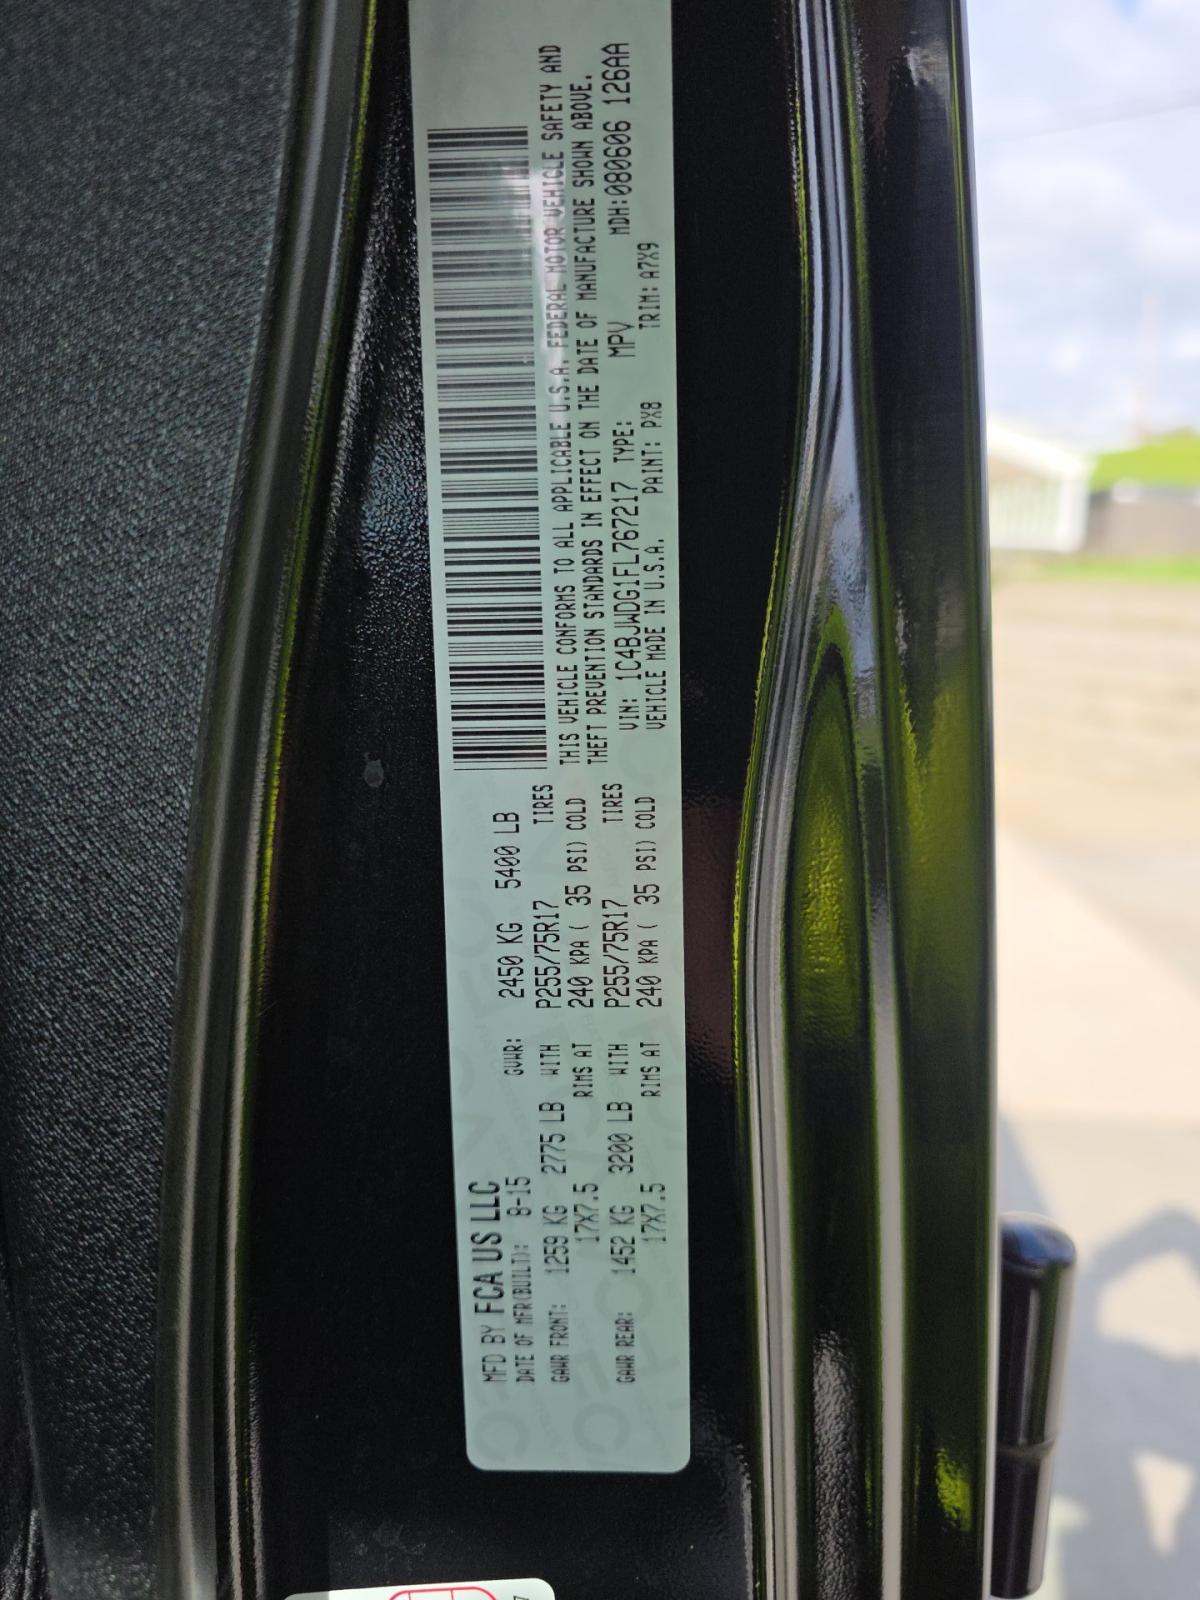 MFD BY FCA US LLC
DATE OF MFR(BUILT): 8-15 GVWR: 2450 KG 5400 LB
GAWR FRONT: 1259 KG 2775 LB WITH P255/75R17 TIRES
17X7.5 RIMS AT 240 KPA ( 35 PSI) COLD
GAWR REAR: 1452 KG 3200 LB WITH P255/75R17 TIRES
17X7.5 RIMS AT 240 KPA ( 35 PSI) COLD
THIS VEHICLE CONFORMS TO ALL APPLICABLE U.S.A. FEDERAL MOTOR VEHICLE SAFETY AND
THEFT PREVENTION STANDARDS IN EFFECT ON THE DATE OF MANUFACTURE SHOWN ABOVE.
VIN: 1C4BJWDG1FL767217 TYPE: MPV MDH:080606 126AA
VEHICLE MADE IN U.S.A. PAINT: PX8 TRIM: A7X9